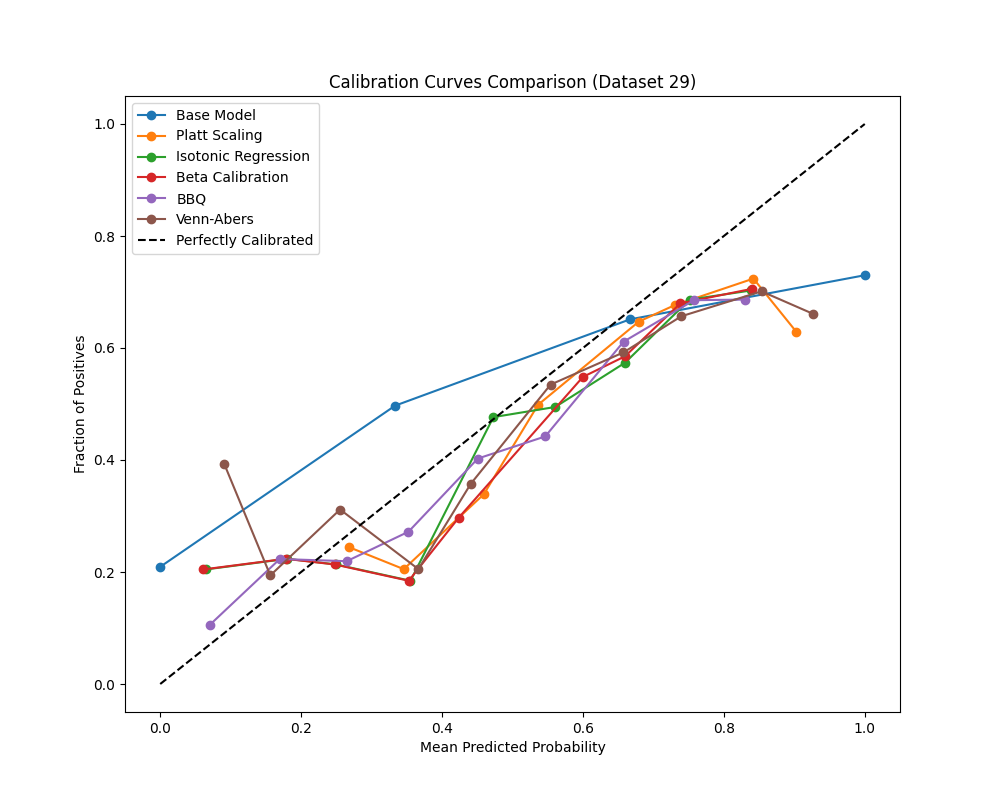 Calibration Curves Comparison (Dataset 29)
Base Model
Platt Scaling
Isotonic Regression
Beta Calibration
BBQ
Venn-Abers
Perfectly Calibrated
Fraction of Positives
1.0
0.8
0.6
0.4
0.2
0.0
0.0 0.2 0.4 0.6 0.8 1.0
Mean Predicted Probability